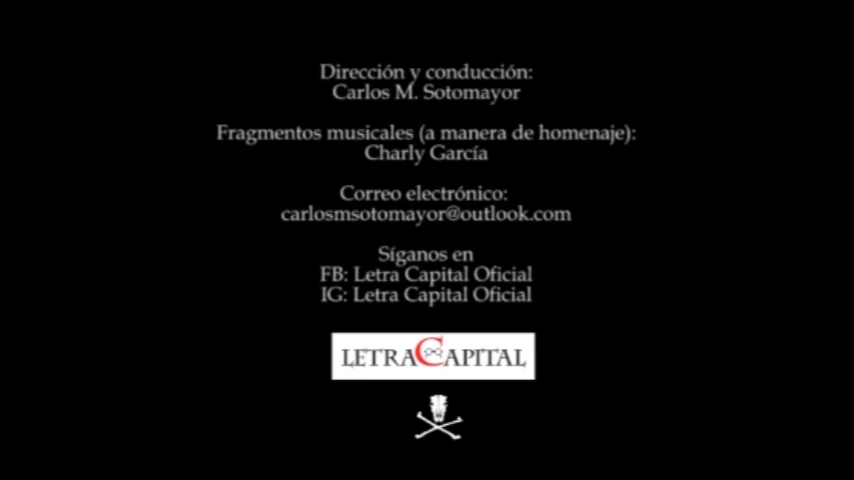 Dirección y conducción:
Carlos M. Sotomayor
Fragmentos musicales (a manera de homenaje):
Charly García
Correo electrónico:
carlosmsotomayor@outlook.com
Síganos en
FB: Letra Capital Oficial
IG: Letra Capital Oficial
LETRA CAPITAL